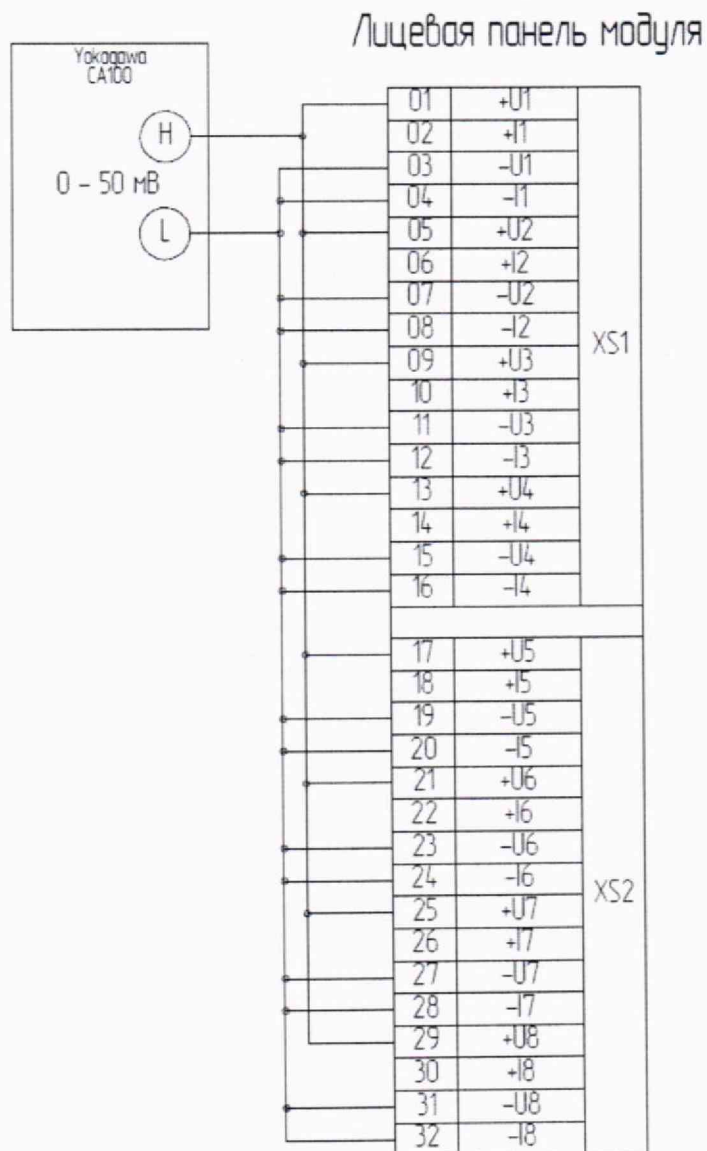 Лицевая панель модуля
Yokogawa
CA100
H
0 – 50 мВ
L
01 +U1
02 +I1
03 –U1
04 –I1
05 +U2
06 +I2
07 –U2
08 –I2
09 +U3
10 +I3
11 –U3
12 –I3
13 +U4
14 +I4
15 –U4
16 –I4
XS1
17 +U5
18 +I5
19 –U5
20 –I5
21 +U6
22 +I6
23 –U6
24 –I6
25 +U7
26 +I7
27 –U7
28 –I7
29 +U8
30 +I8
31 –U8
32 –I8
XS2